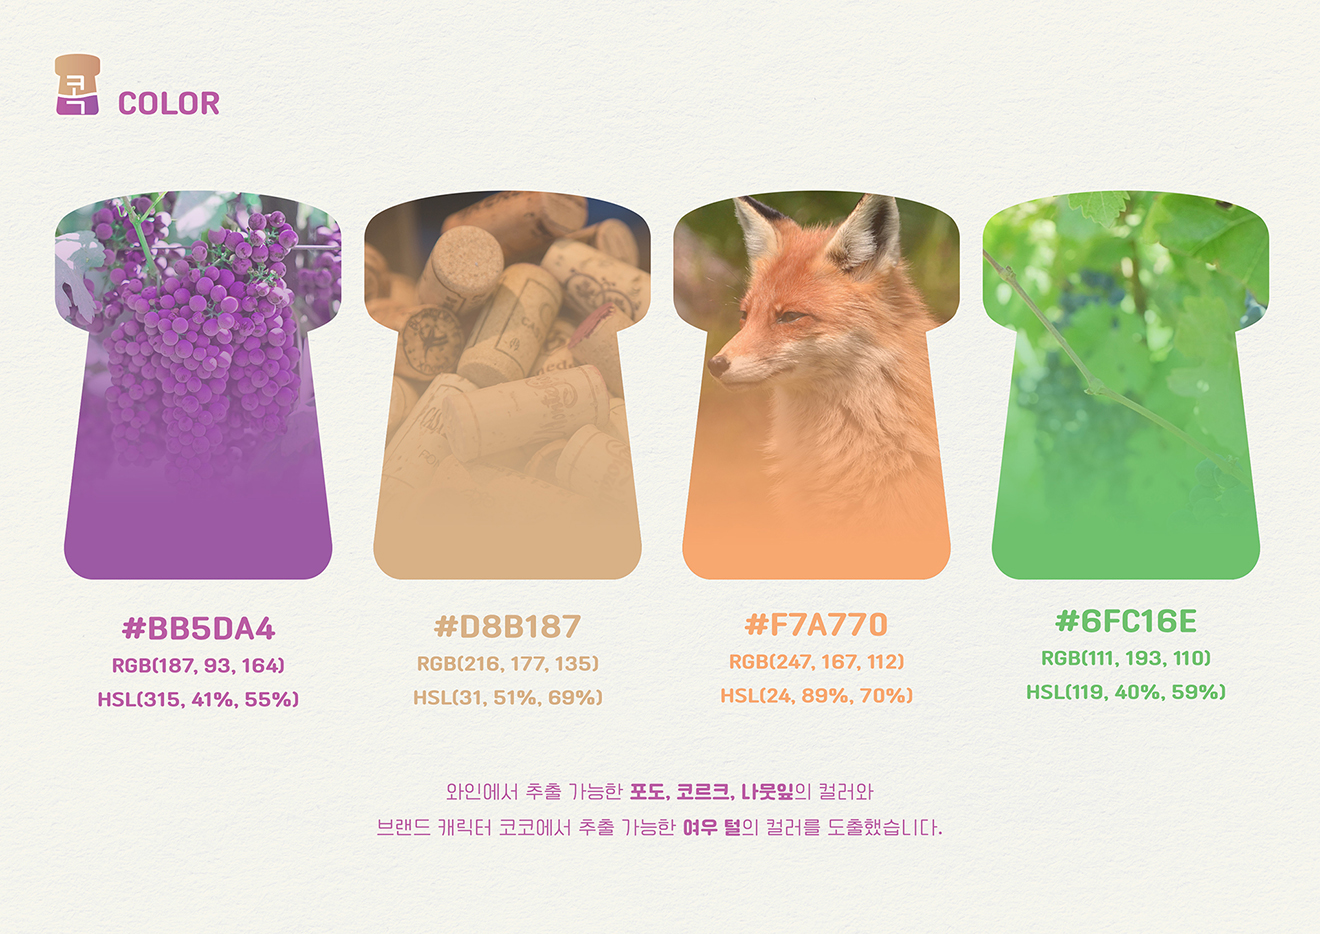 콕
COLOR
#BB5DA4
RGB(187, 93, 164)
HSL(315, 41%, 55%)
#D8B187
RGB(216, 177, 135)
HSL(31, 51%, 69%)
#F7A770
RGB(247, 167, 112)
HSL(24, 89%, 70%)
#6FC16E
RGB(111, 193, 110)
HSL(119, 40%, 59%)
와인에서 추출 가능한 포도, 코르크, 나뭇잎의 컬러와
브랜드 캐릭터 코코에서 추출 가능한 여우 털의 컬러를 도출했습니다.